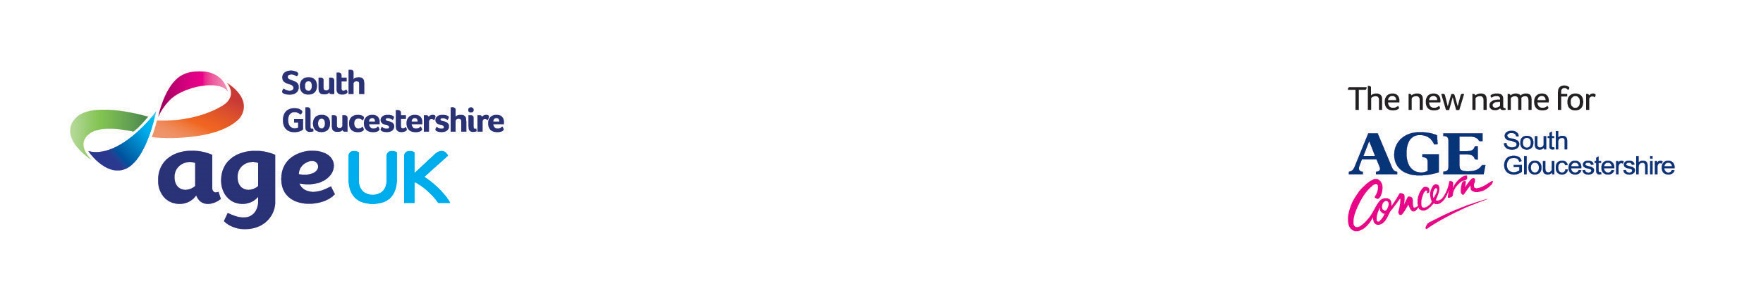 South
Gloucestershire
age UK
The new name for
AGE
Concern
South
Gloucestershire